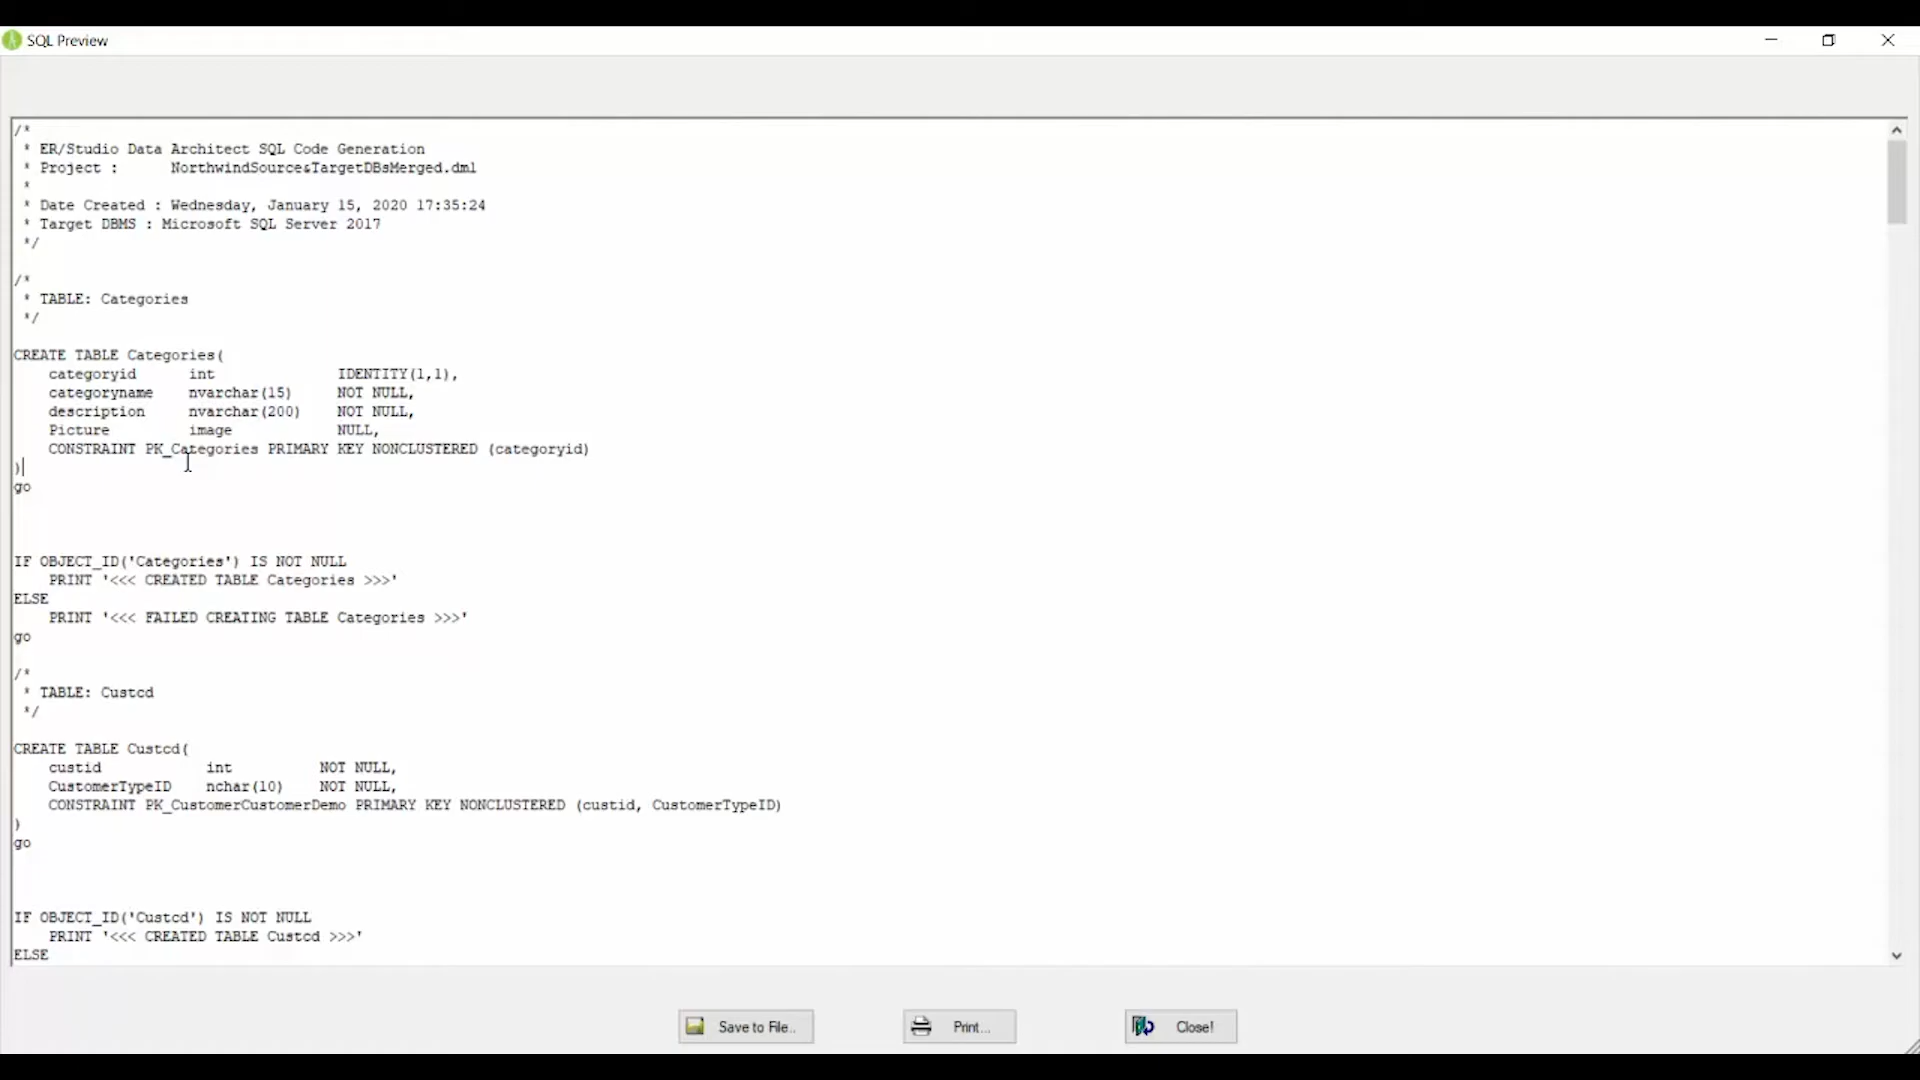 SQL Preview
/*
* ER/Studio Data Architect SQL Code Generation
* Project : NorthwindSource&TargetDBsMerged.dml
*
* Date Created : Wednesday, January 15, 2020 17:35:24
* Target DBMS : Microsoft SQL Server 2017
*/
/*
* TABLE: Categories
*/
CREATE TABLE Categories(
categoryid int IDENTITY(1,1),
categoryname nvarchar(15) NOT NULL,
description nvarchar(200) NOT NULL,
Picture image NULL,
CONSTRAINT PK_Categories PRIMARY KEY NONCLUSTERED (categoryid)
)
go
IF OBJECT_ID('Categories') IS NOT NULL
PRINT '<<< CREATED TABLE Categories >>>'
ELSE
PRINT '<<< FAILED CREATING TABLE Categories >>>'
go
/*
* TABLE: Custcd
*/
CREATE TABLE Custcd(
custid int NOT NULL,
CustomerTypeID nchar(10) NOT NULL,
CONSTRAINT PK_CustomerCustomerDemo PRIMARY KEY NONCLUSTERED (custid, CustomerTypeID)
)
go
IF OBJECT_ID('Custcd') IS NOT NULL
PRINT '<<< CREATED TABLE Custcd >>>'
ELSE
Save to File.. Print... Close!